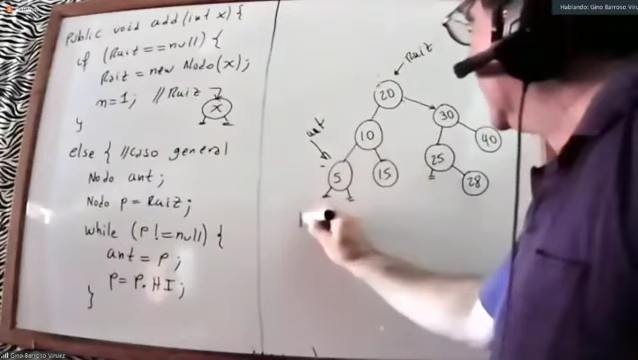 Hablando: Gino Barroso Viruez
public void add(int x){
if (Raiz==null) {
Raiz = new Nodo(x);
n=1; //Raiz
x
}
else { //caso general
Nodo ant;
Nodo p = Raiz;
while (p != null) {
ant = p;
p = p.HI;
}
Raiz
20
30
10
40
ant
25
5
15
28
Gino Barroso Viruez